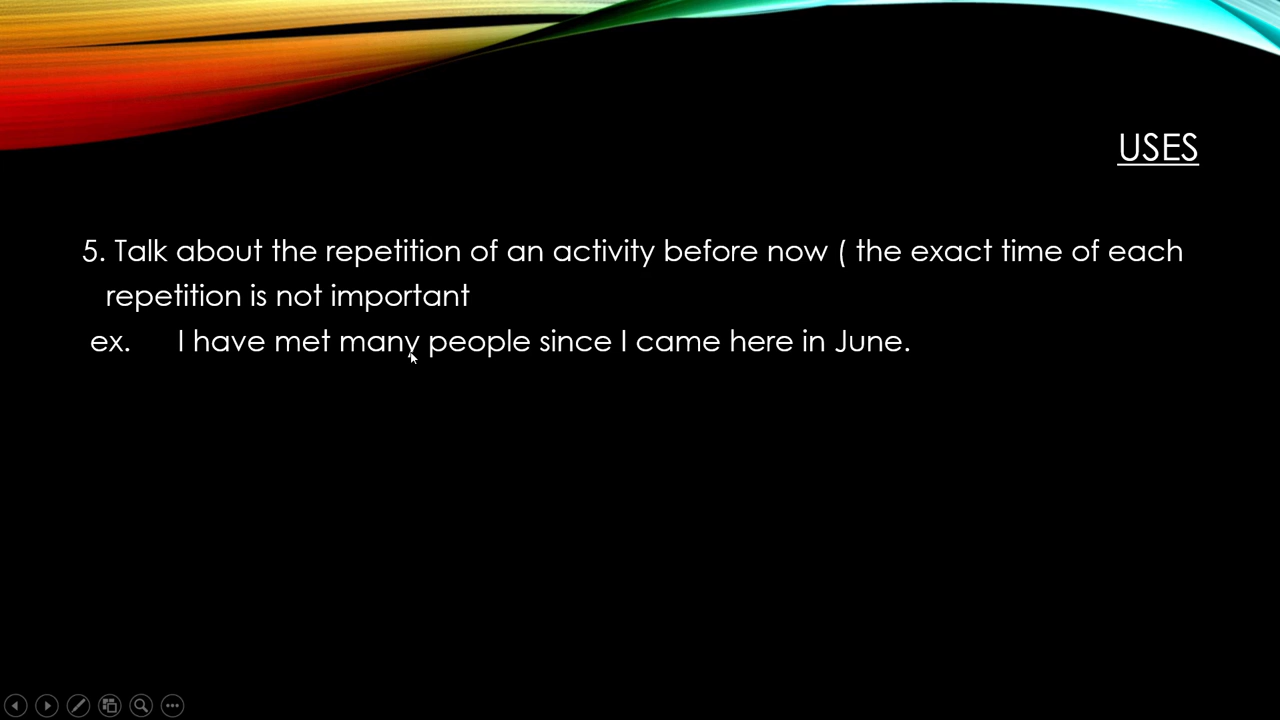 USES
5. Talk about the repetition of an activity before now ( the exact time of each
repetition is not important
ex. I have met many people since I came here in June.